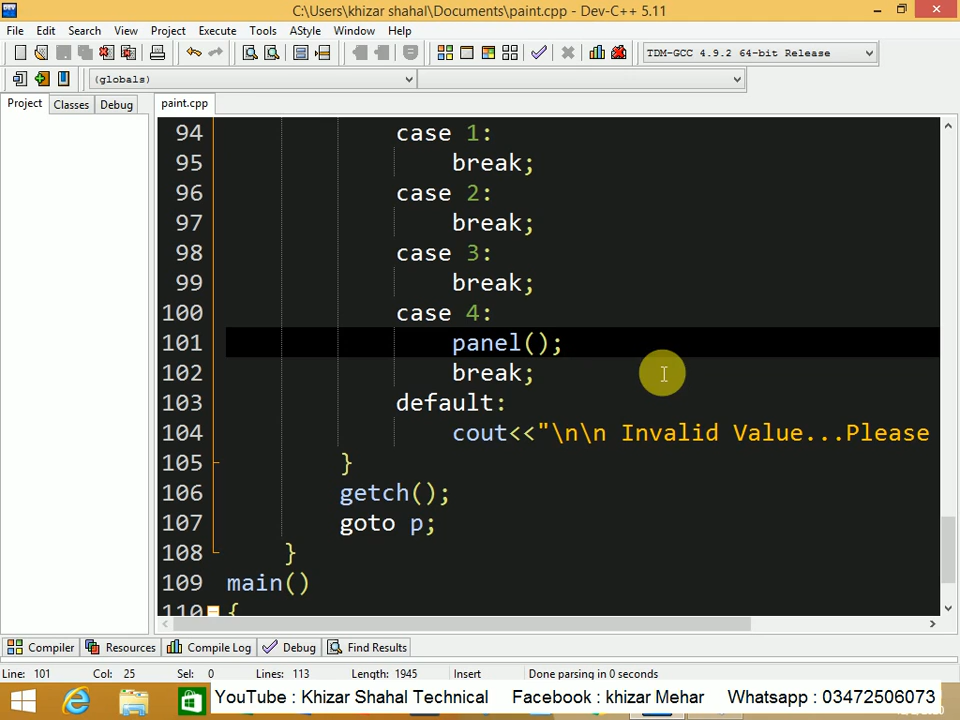 C:\Users\khizar shahal\Documents\paint.cpp - Dev-C++ 5.11
File Edit Search View Project Execute Tools AStyle Window Help
TDM-GCC 4.9.2 64-bit Release
(globals)
Project Classes Debug paint.cpp
94 case 1:
95 break;
96 case 2:
97 break;
98 case 3:
99 break;
100 case 4:
101 panel();
102 break;
103 default:
104 cout<<"\n\n Invalid Value...Please
105 }
106 getch();
107 goto p;
108 }
109 main()
110 {
Compiler Resources Compile Log Debug Find Results
Line: 101 Col: 25 Sel: 0 Lines: 113 Length: 1945 Insert Done parsing in 0 seconds
YouTube : Khizar Shahal Technical Facebook : khizar Mehar Whatsapp : 03472506073